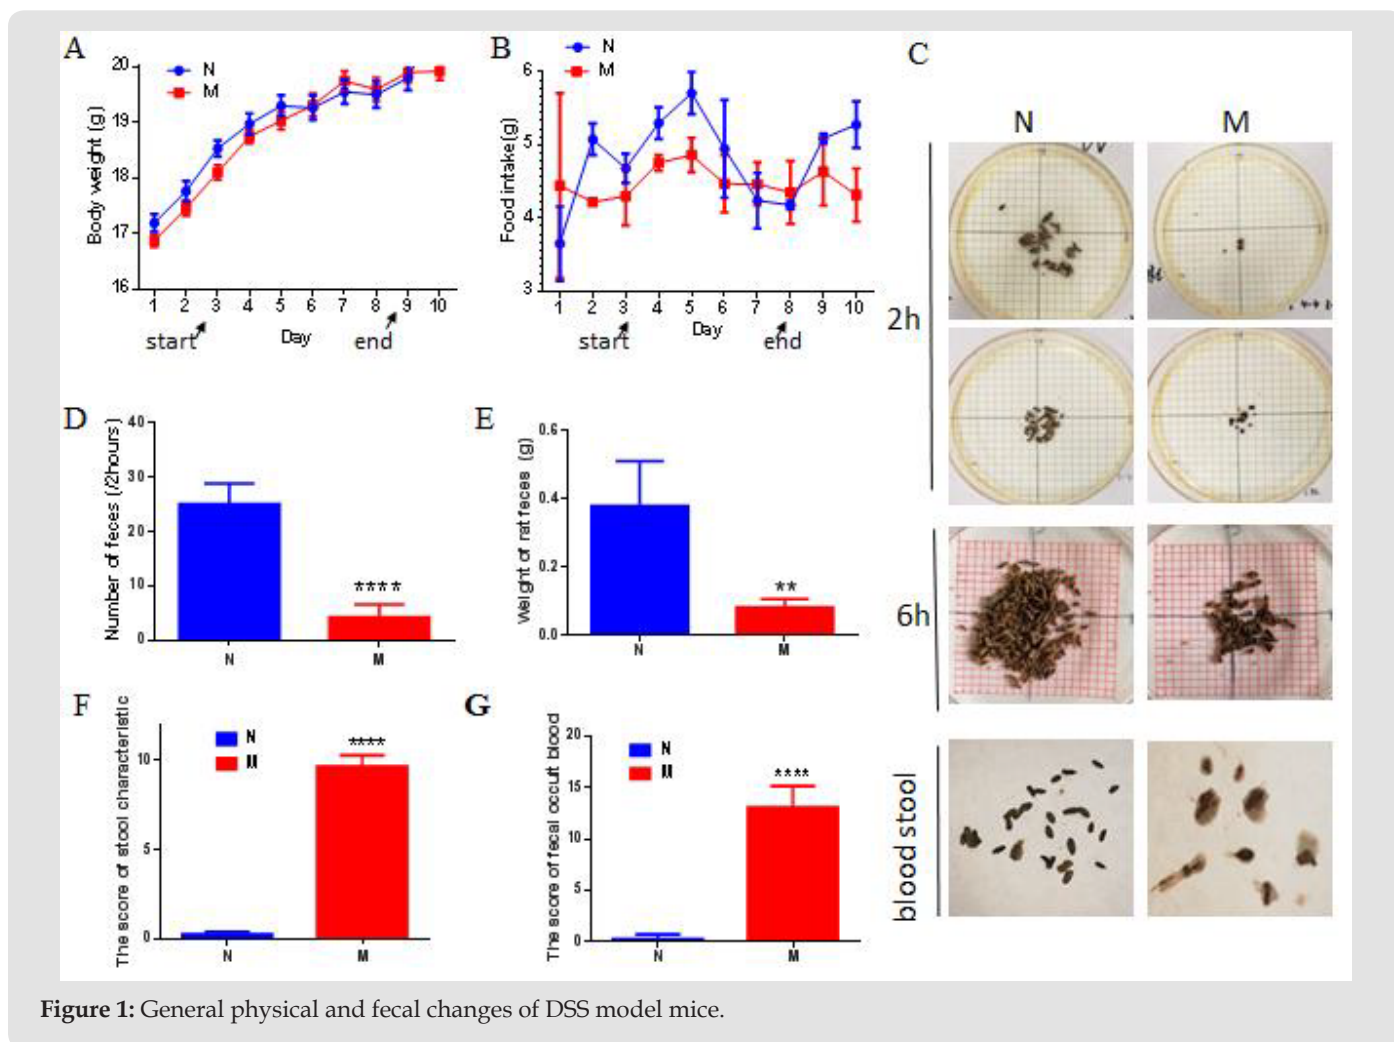 A
20
19
18
17
16
Body weight (g)
N
M
1 2 3 4 5 6 7 8 9 10
start
Day
end
B
N
M
6
5
4
3
Food intake(g)
1 2 3 4 5 6 7 8 9 10
start
Day
end
C
N M
2h
6h
blood stool
D
40
30
20
10
0
Number of feces (/2hours)
****
N M
E
0.6
0.4
0.2
0.0
Weight of rat feces (g)
**
N M
F
10
5
0
The score of stool characteristic
N
M
****
N M
G
20
15
10
5
0
The score of fecal occult blood
N
M
****
N M
Figure 1: General physical and fecal changes of DSS model mice.